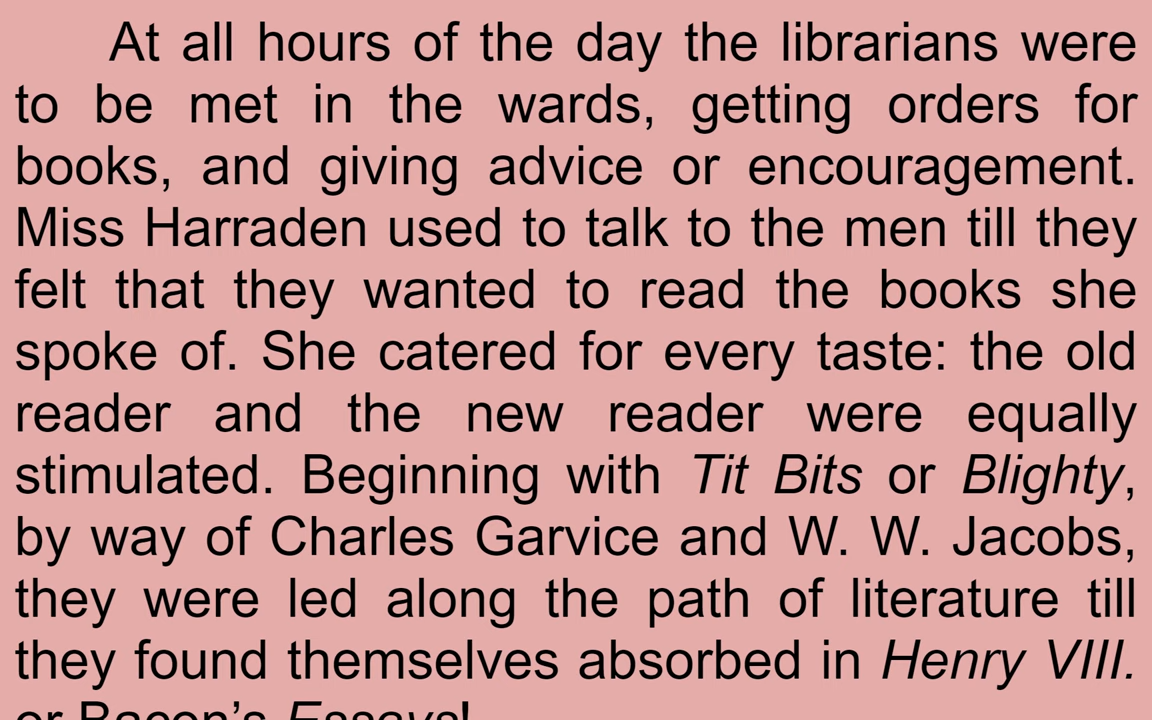 At all hours of the day the librarians were
to be met in the wards, getting orders for
books, and giving advice or encouragement.
Miss Harraden used to talk to the men till they
felt that they wanted to read the books she
spoke of. She catered for every taste: the old
reader and the new reader were equally
stimulated. Beginning with Tit Bits or Blighty,
by way of Charles Garvice and W. W. Jacobs,
they were led along the path of literature till
they found themselves absorbed in Henry VIII.
or Bacon’s Essays!